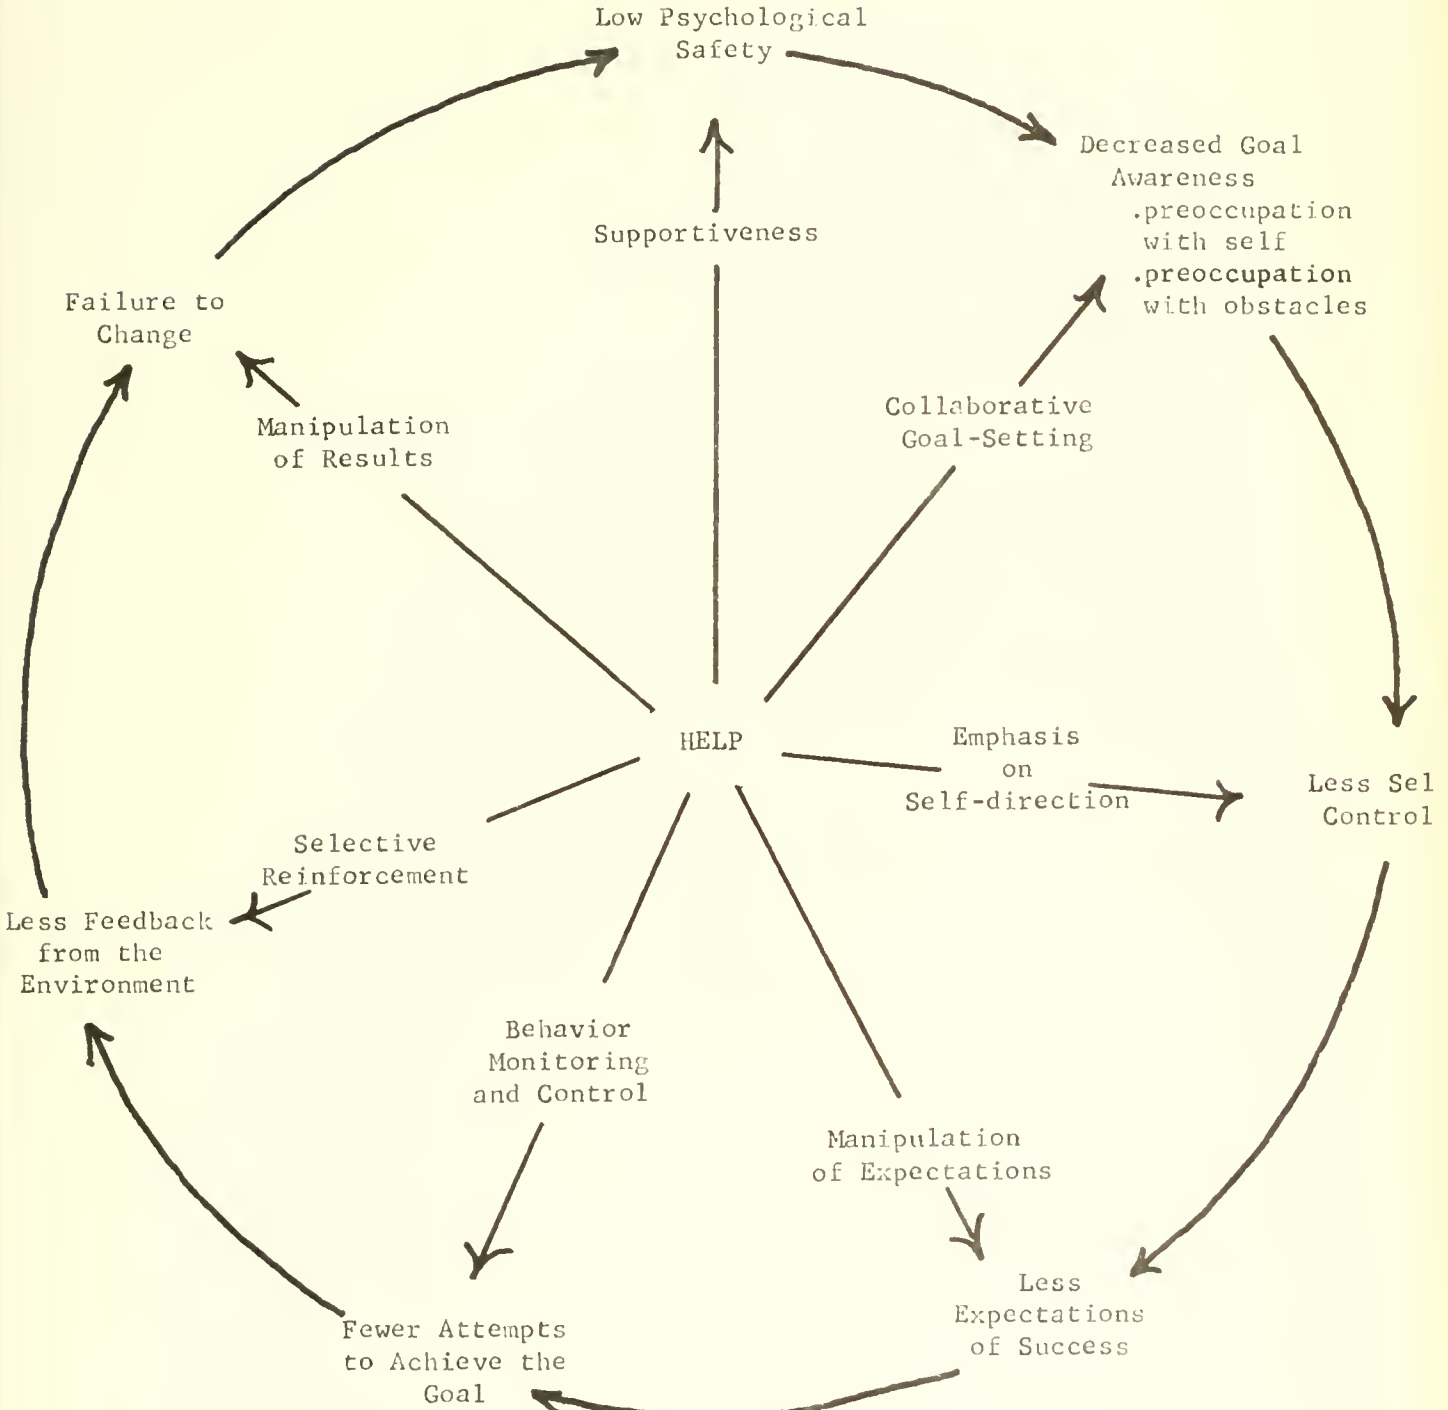 Low Psychological
Safety
Decreased Goal
Awareness
.preoccupation
with self
.preoccupation
with obstacles
Supportiveness
Failure to
Change
Manipulation
of Results
Collaborative
Goal-Setting
HELP
Emphasis
on
Self-direction
Less Sel
Control
Selective
Reinforcement
Less Feedback
from the
Environment
Behavior
Monitoring
and Control
Manipulation
of Expectations
Less
Expectations
of Success
Fewer Attempts
to Achieve the
Goal